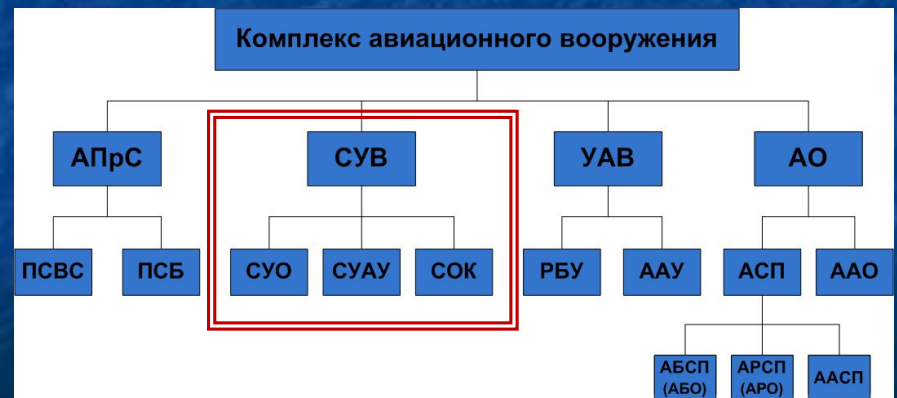 Комплекс авиационного вооружения
АПрС
СУВ
УАВ
АО
ПСВС
ПСБ
СУО
СУАУ
СОК
РБУ
ААУ
АСП
ААО
АБСП
(АБО)
АРСП
(АРО)
ААСП